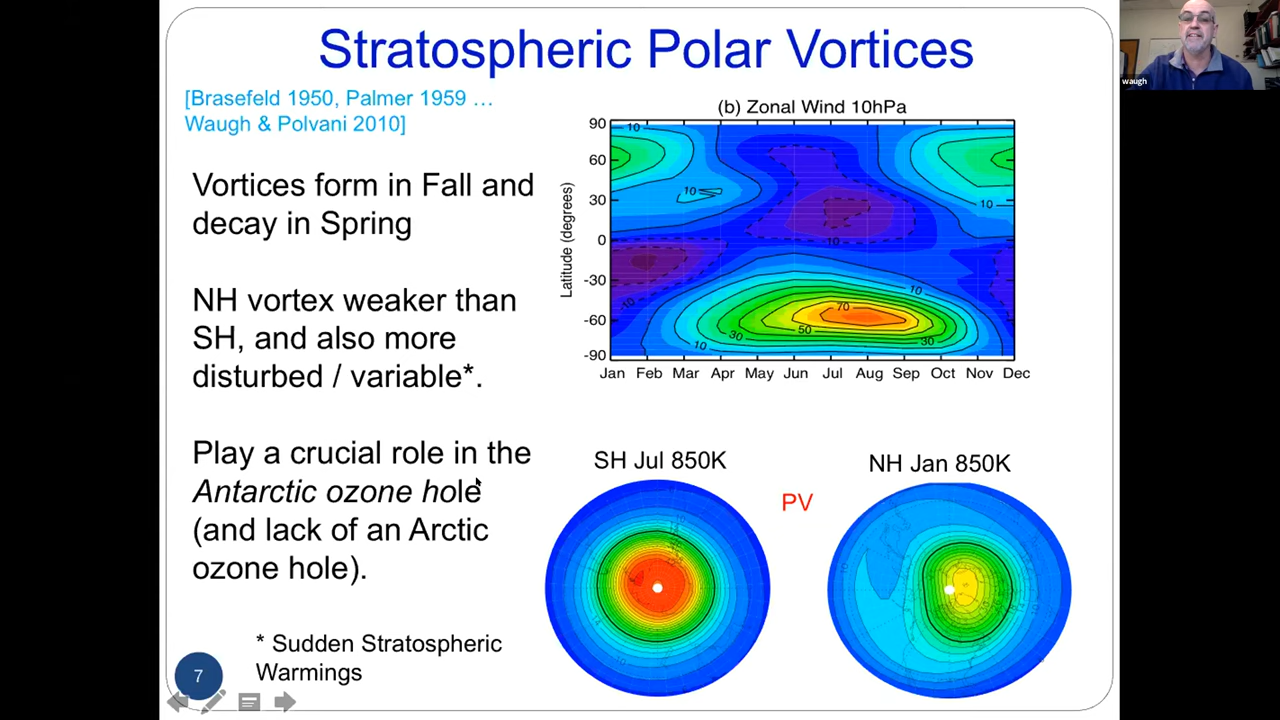 Stratospheric Polar Vortices
waugh
[Brasefeld 1950, Palmer 1959 …
Waugh & Polvani 2010]
Vortices form in Fall and
decay in Spring
NH vortex weaker than
SH, and also more
disturbed / variable*.
Play a crucial role in the
Antarctic ozone hole
(and lack of an Arctic
ozone hole).
* Sudden Stratospheric
Warmings
7
(b) Zonal Wind 10hPa
Latitude (degrees)
90
60
30
0
-30
-60
-90
10
10
10
10
10
10
70
50
30
30
10
Jan Feb Mar Apr May Jun Jul Aug Sep Oct Nov Dec
SH Jul 850K
PV
NH Jan 850K